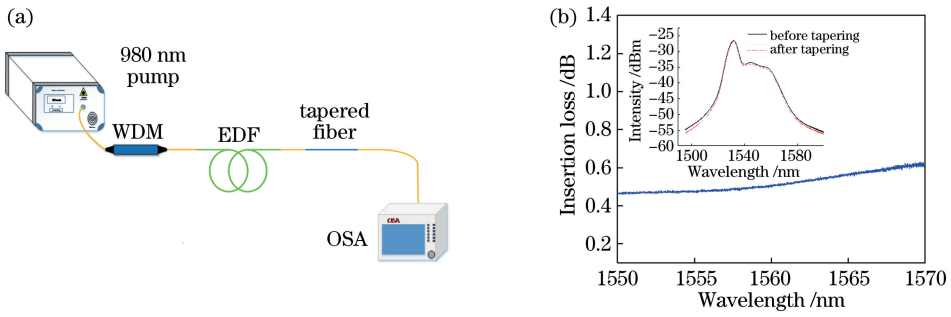 (a)
980 nm
pump
WDM
EDF
tapered
fiber
OSA
OSA
(b)
Insertion loss /dB
1.4
1.2
1.0
0.8
0.6
0.4
0.2
1550
1555
1560
1565
1570
Wavelength /nm
Intensity /dBm
−25
−30
−35
−40
−45
−50
−55
−60
1500
1540
1580
Wavelength /nm
before tapering
after tapering